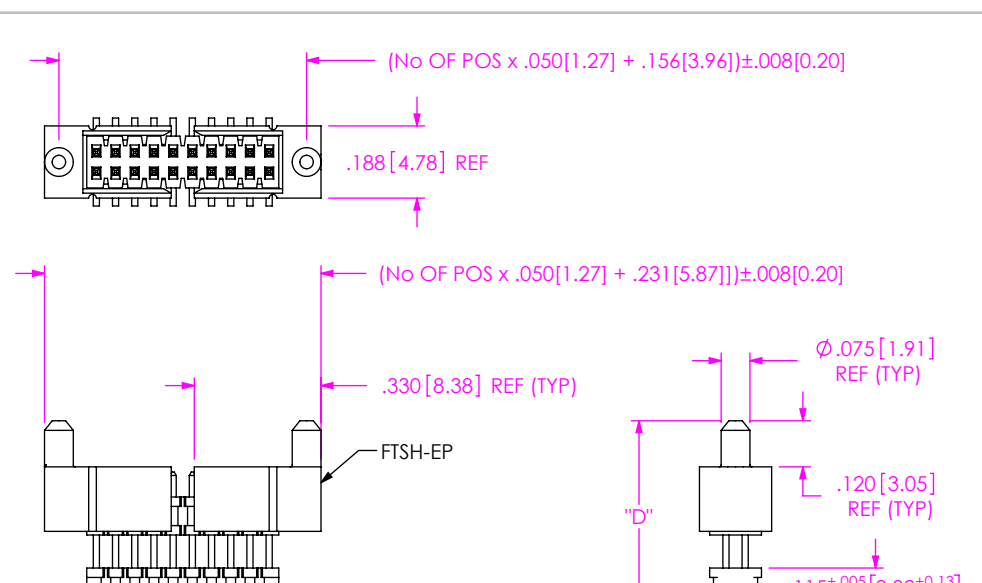 (No OF POS x .050[1.27] + .156[3.96])±.008[0.20]
.188[4.78] REF
(No OF POS x .050[1.27] + .231[5.87]])±.008[0.20]
Ø.075[1.91]
REF (TYP)
.330[8.38] REF (TYP)
FTSH-EP
.120[3.05]
REF (TYP)
"D"